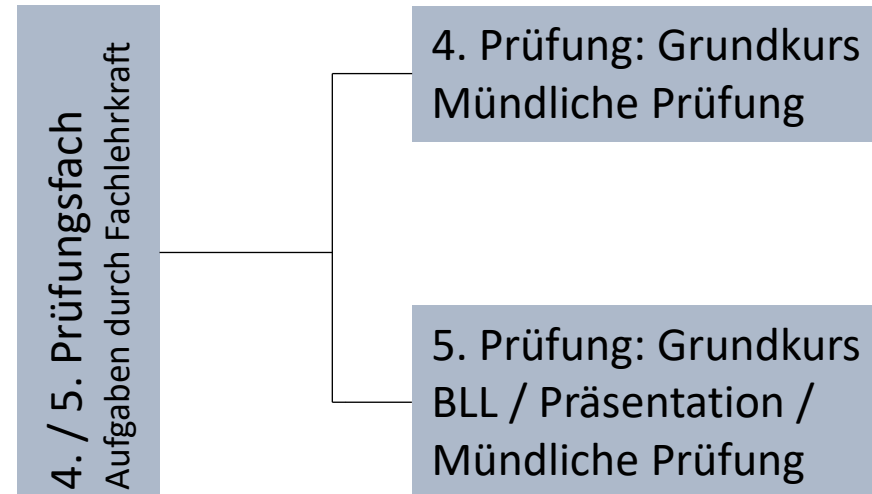 4. / 5. Prüfungsfach
Aufgaben durch Fachlehrkraft
4. Prüfung: Grundkurs
Mündliche Prüfung
5. Prüfung: Grundkurs
BLL / Präsentation /
Mündliche Prüfung